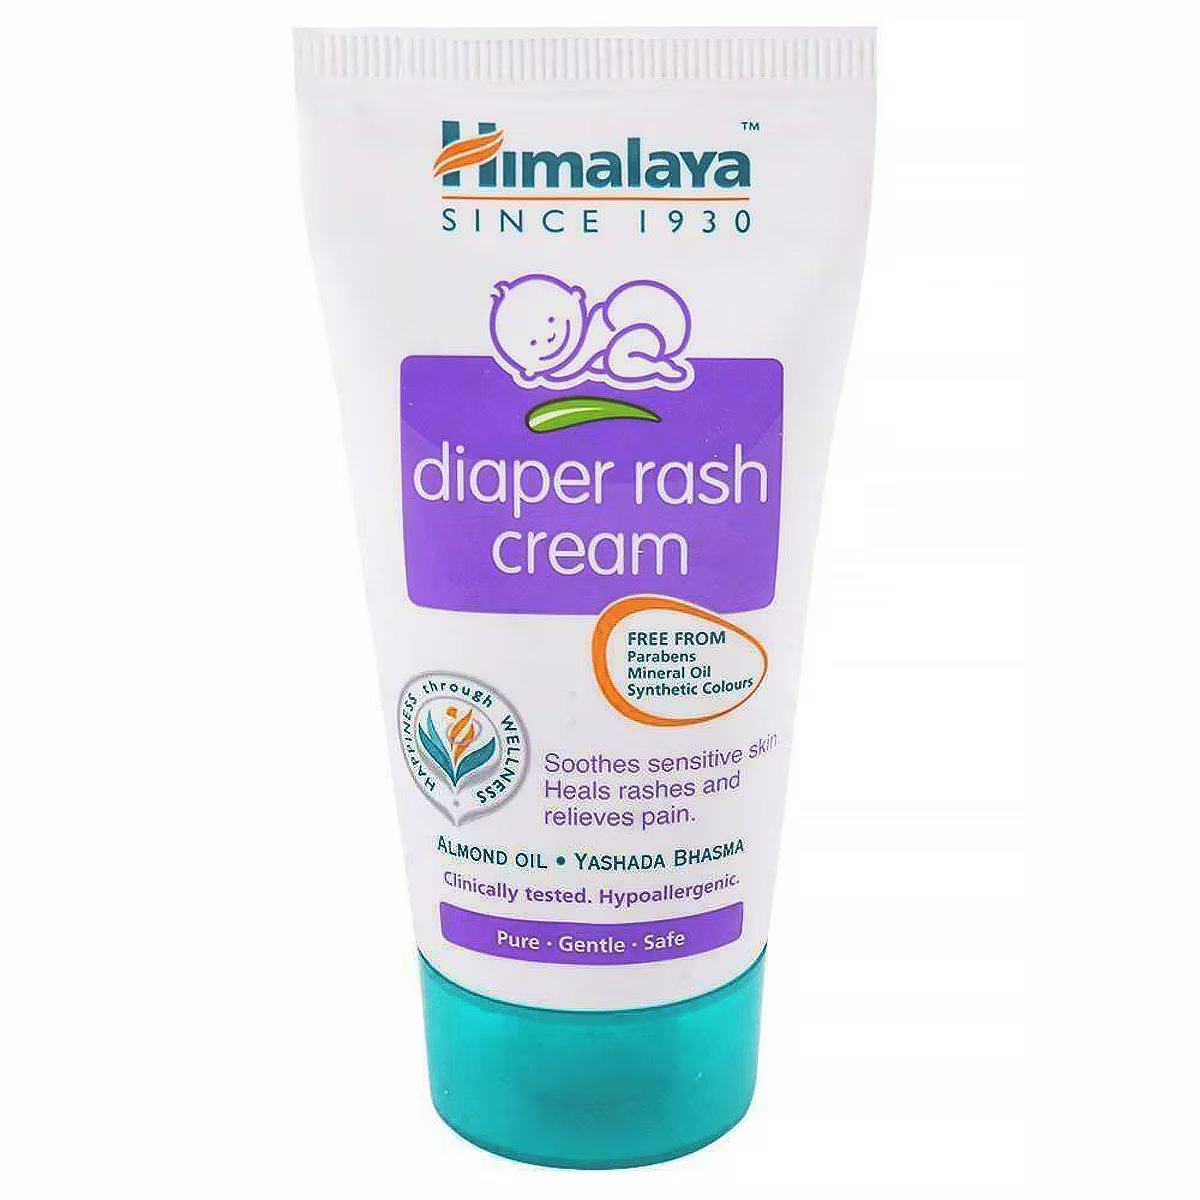 Himalaya™
SINCE 1930
diaper rash
cream
FREE FROM
Parabens
Mineral Oil
Synthetic Colours
HAPPINESS through WELLNESS
Soothes sensitive skin.
Heals rashes and
relieves pain.
ALMOND OIL • YASHADA BHASMA
Clinically tested. Hypoallergenic.
Pure · Gentle · Safe